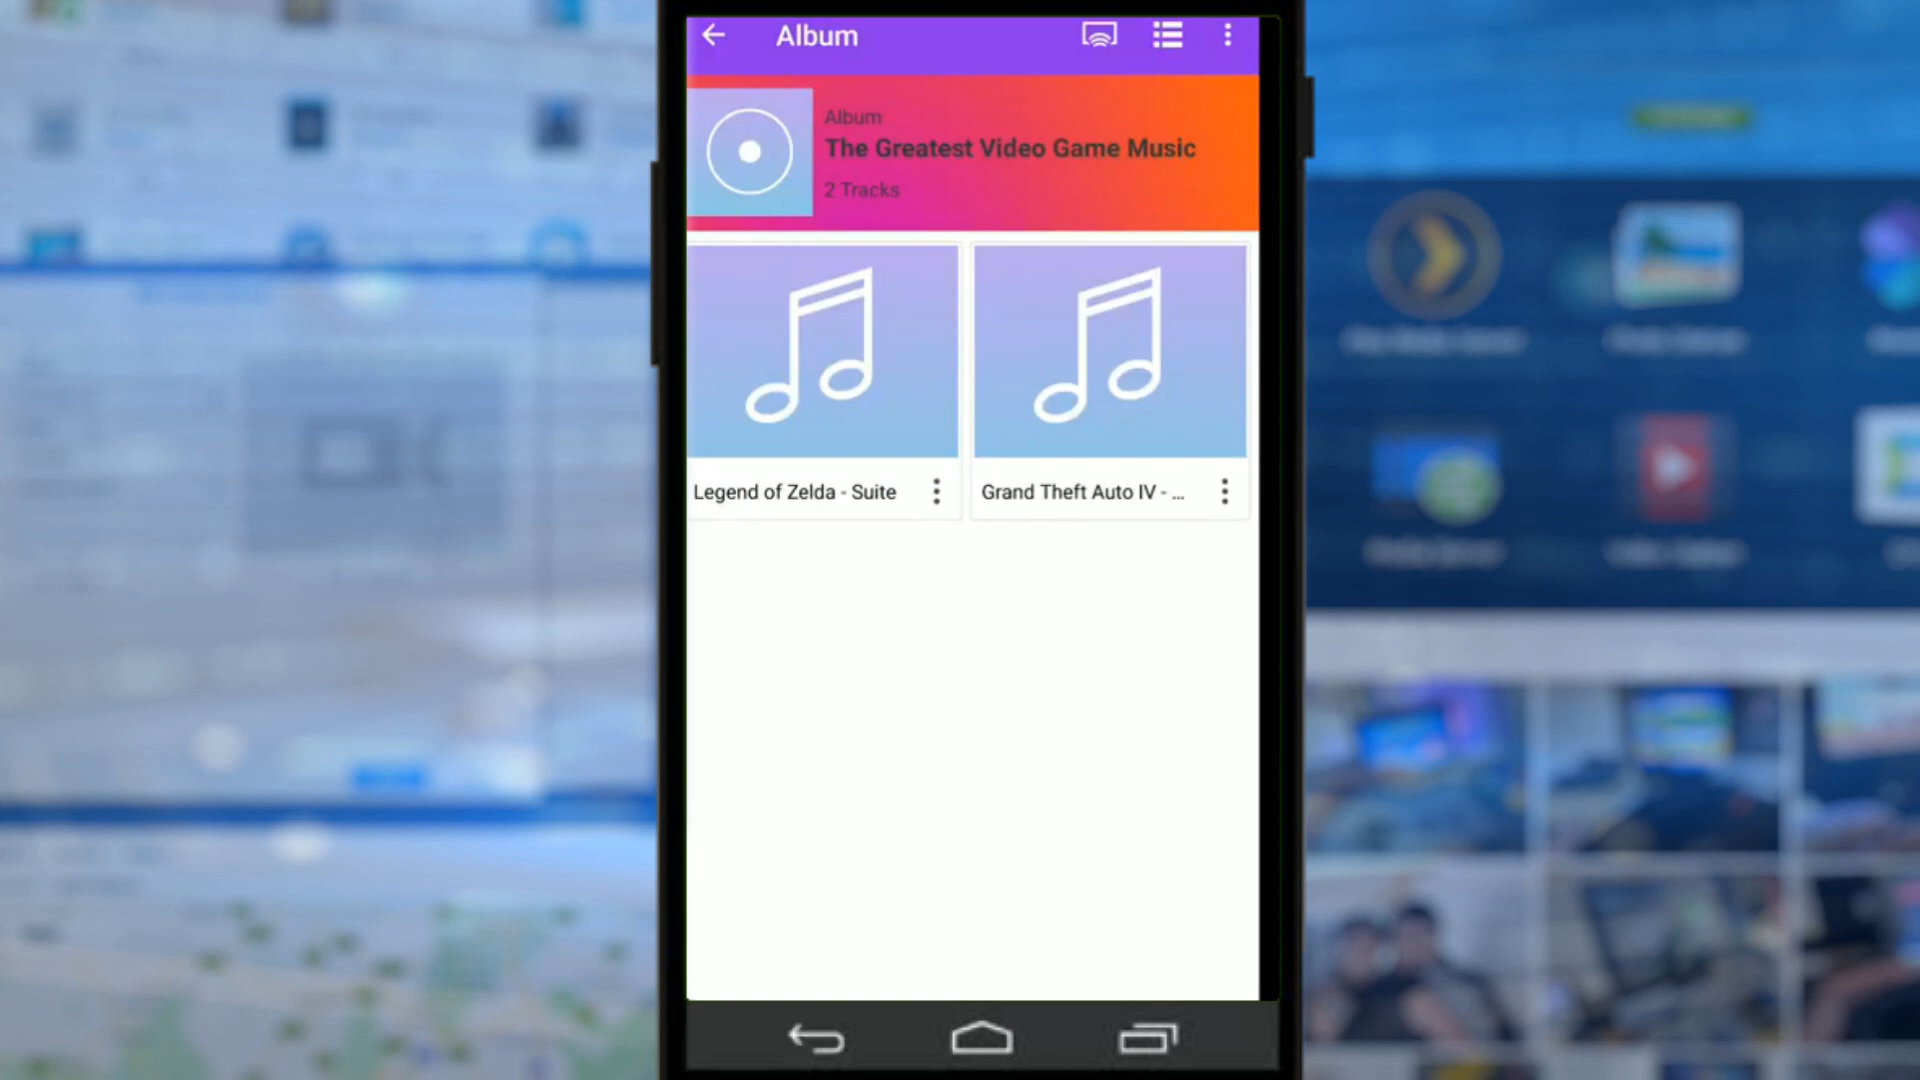 Album
Album
The Greatest Video Game Music
2 Tracks
Legend of Zelda - Suite
Grand Theft Auto IV - ...